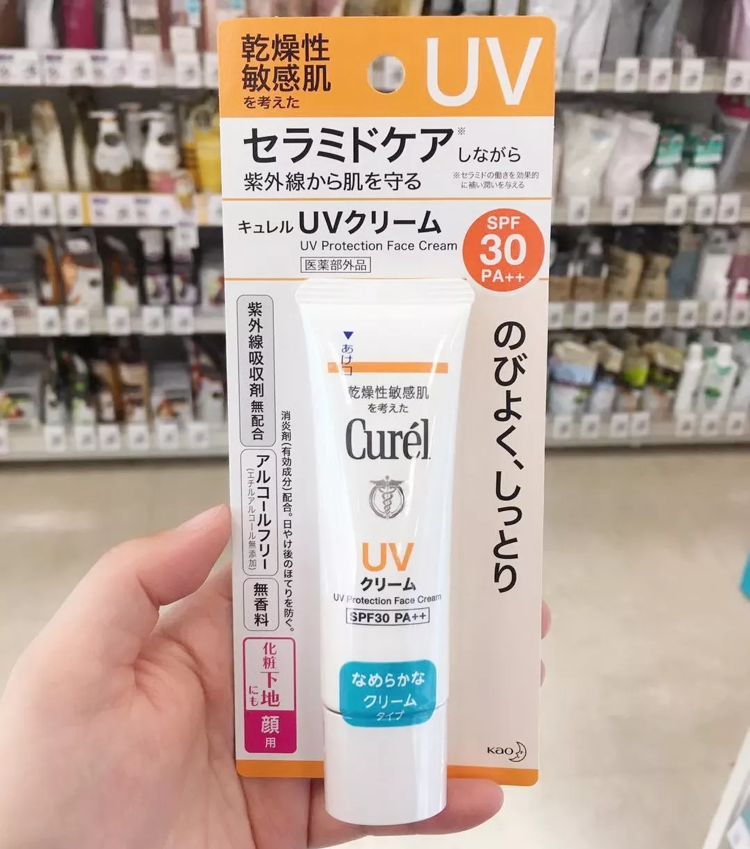 乾燥性
敏感肌
を考えた
UV
セラミドケア※しながら
紫外線から肌を守る
※セラミドの働きを効果的
に補い潤いを与える
キュレル UVクリーム
UV Protection Face Cream
医薬部外品
SPF
30
PA++
紫外線吸収剤 無配合
アルコールフリー
(エチルアルコール無添加)
無香料
化粧下地にも
顔用
消炎剤(有効成分)配合。日やけ後のほてりを防ぐ。
のびよく、しっとり
▼あけ口
乾燥性敏感肌
を考えた
Curél
UV
クリーム
UV Protection Face Cream
SPF30 PA++
なめらかな
クリーム
タイプ
Kao